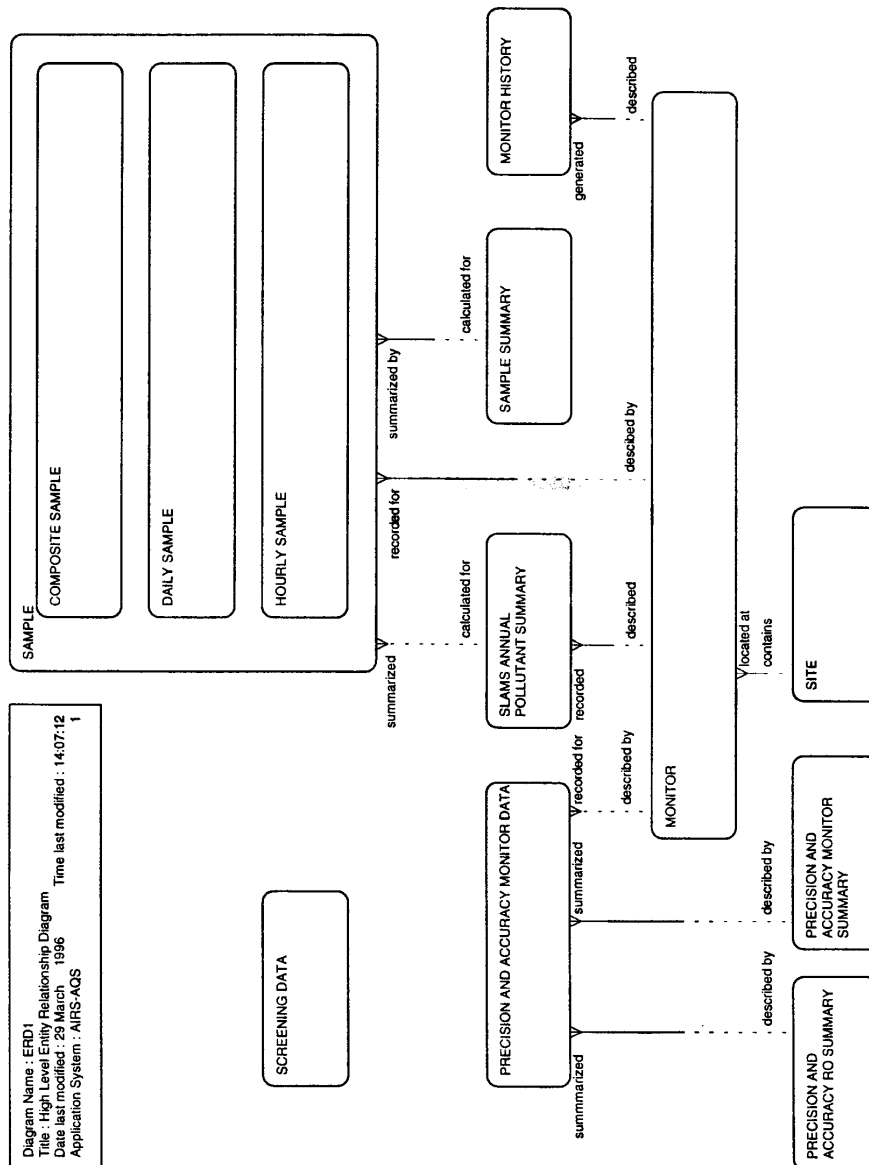 Diagram Name : ERD1
Title : High Level Entity Relationship Diagram
Date last modified : 29 March 1996 Time last modified : 14:07:12
Application System : AIRS-AQS 1
SAMPLE
COMPOSITE SAMPLE
DAILY SAMPLE
HOURLY SAMPLE
SCREENING DATA
summarized
recorded for
summarized by
calculated for
calculated for
PRECISION AND ACCURACY MONITOR DATA
SLAMS ANNUAL
POLLUTANT SUMMARY
SAMPLE SUMMARY
MONITOR HISTORY
summmarized
summarized
recorded for
recorded
generated
described by
described
descibed by
described
MONITOR
described by
described by
located at
contains
PRECISION AND
ACCURACY RO SUMMARY
PRECISION AND
ACCURACY MONITOR
SUMMARY
SITE